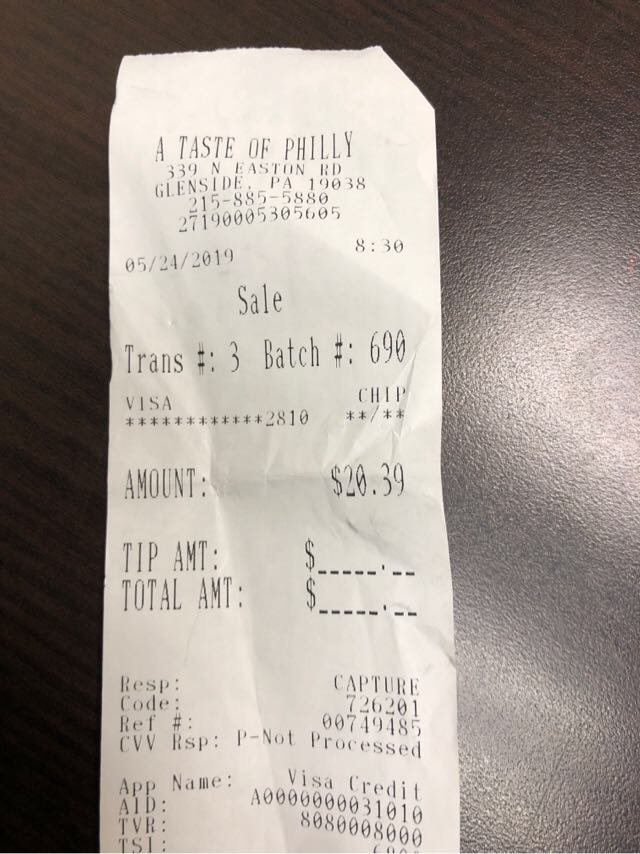 A TASTE OF PHILLY
339 N EASTON RD
GLENSIDE, PA 19038
215-885-5880
27190005305605
05/24/2019 8:30
Sale
Trans #: 3 Batch #: 690
VISA CHIP
************2810 **/**
AMOUNT: $20.39
TIP AMT: $_____.__
TOTAL AMT: $_____.__
Resp: CAPTURE
Code: 726201
Ref #: 00749485
CVV Rsp: P-Not Processed
App Name: Visa Credit
AID: A0000000031010
TVR: 8080008000
TSI: